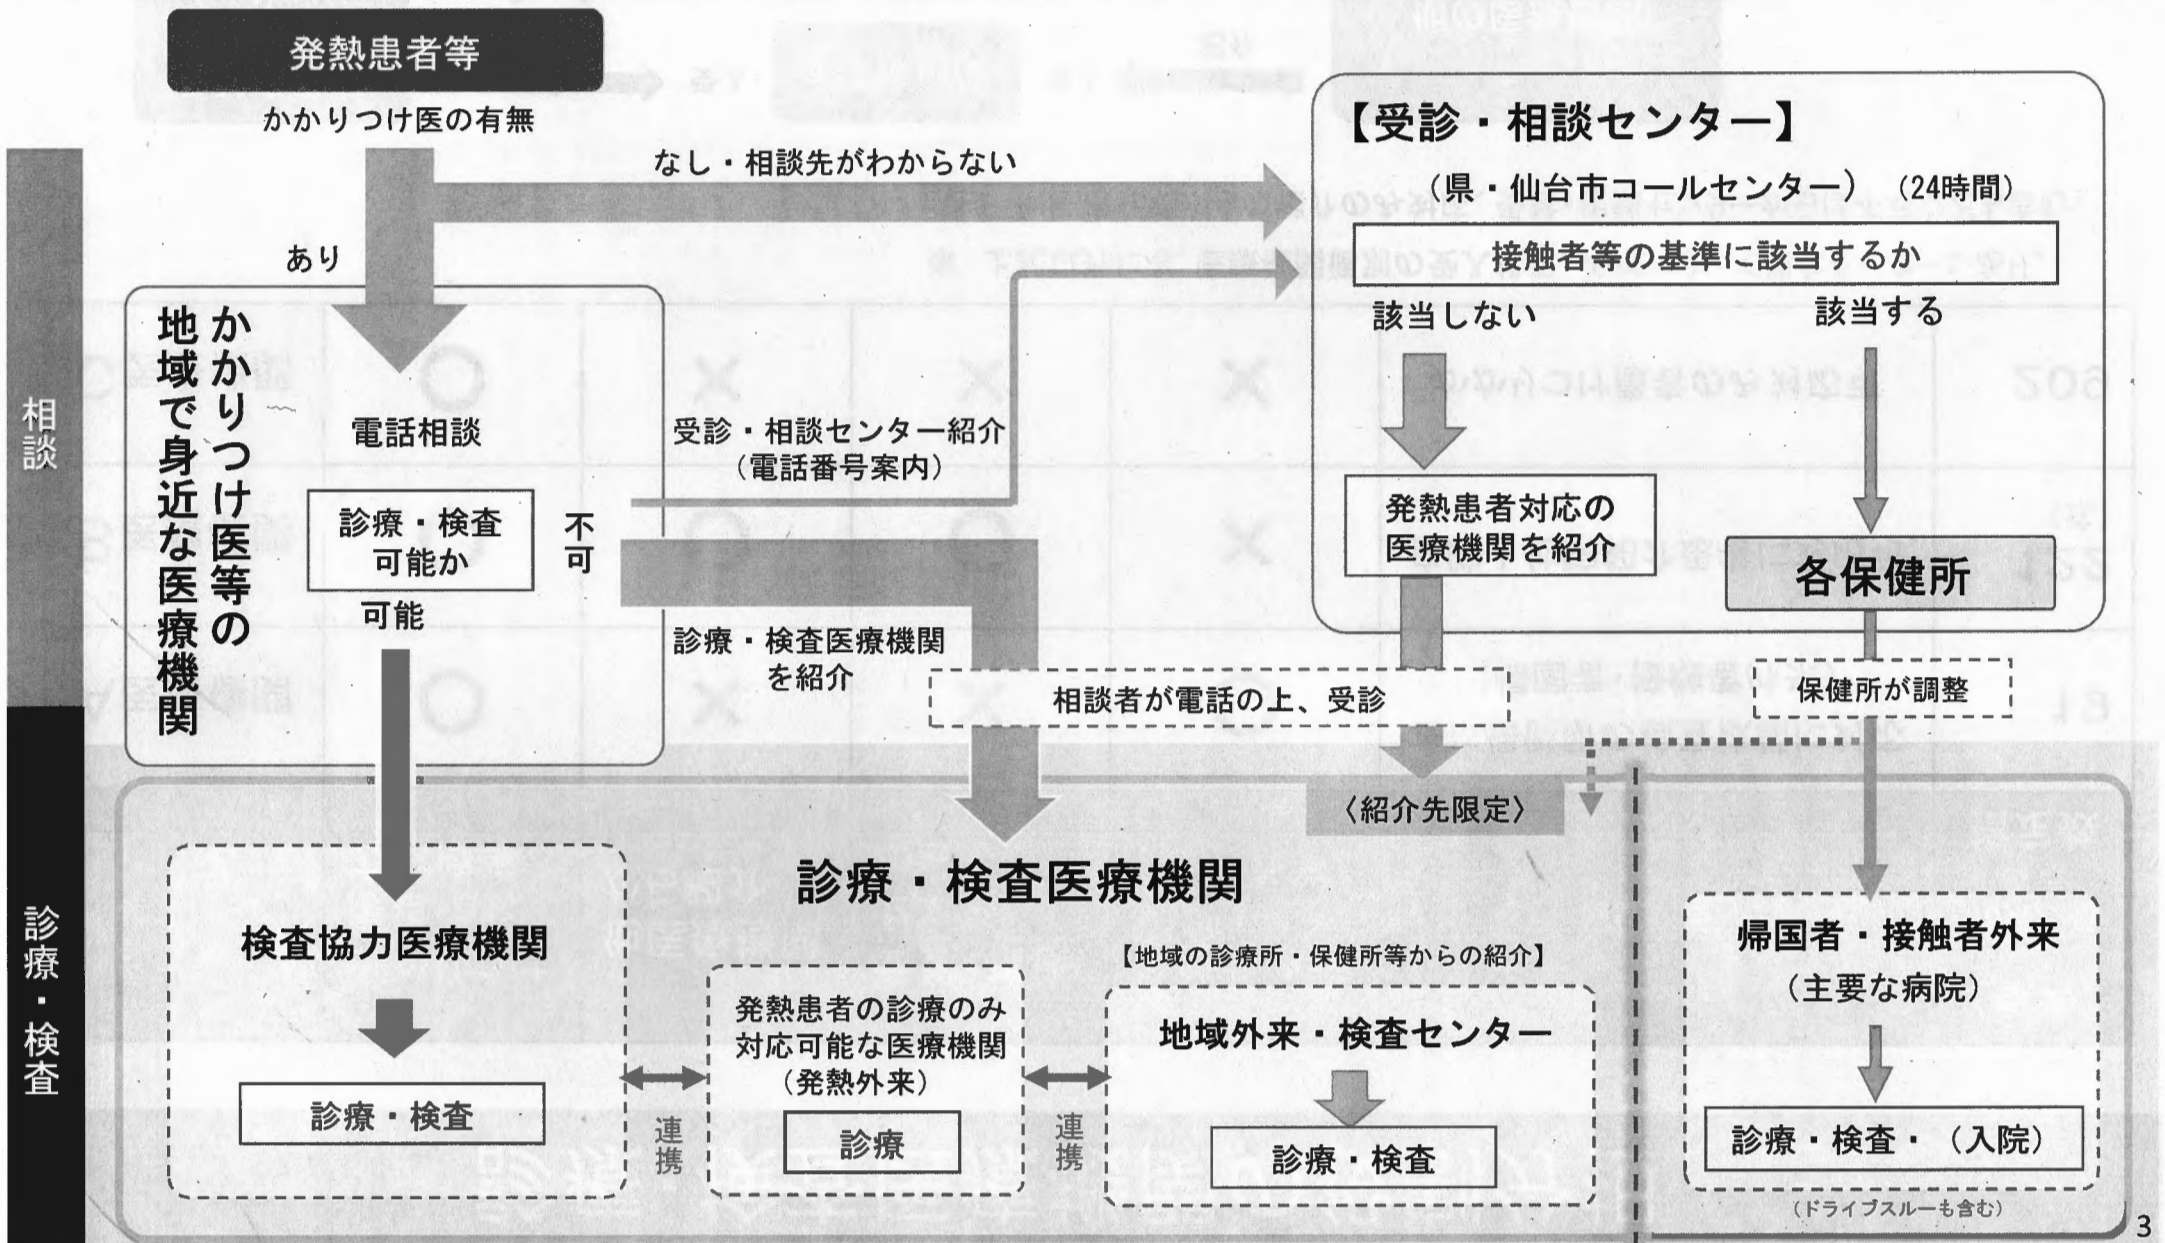 発熱患者等
かかりつけ医の有無
なし・相談先がわからない
あり
相談
かかりつけ医等の
地域で身近な医療機関
電話相談
診療・検査
可能か
不可
可能
受診・相談センター紹介
（電話番号案内）
診療・検査医療機関
を紹介
【受診・相談センター】
（県・仙台市コールセンター）（24時間）
接触者等の基準に該当するか
該当しない
該当する
発熱患者対応の
医療機関を紹介
各保健所
相談者が電話の上、受診
保健所が調整
診療・検査
〈紹介先限定〉
診療・検査医療機関
検査協力医療機関
診療・検査
連携
発熱患者の診療のみ
対応可能な医療機関
（発熱外来）
診療
連携
【地域の診療所・保健所等からの紹介】
地域外来・検査センター
診療・検査
帰国者・接触者外来
（主要な病院）
診療・検査・（入院）
（ドライブスルーも含む）
3